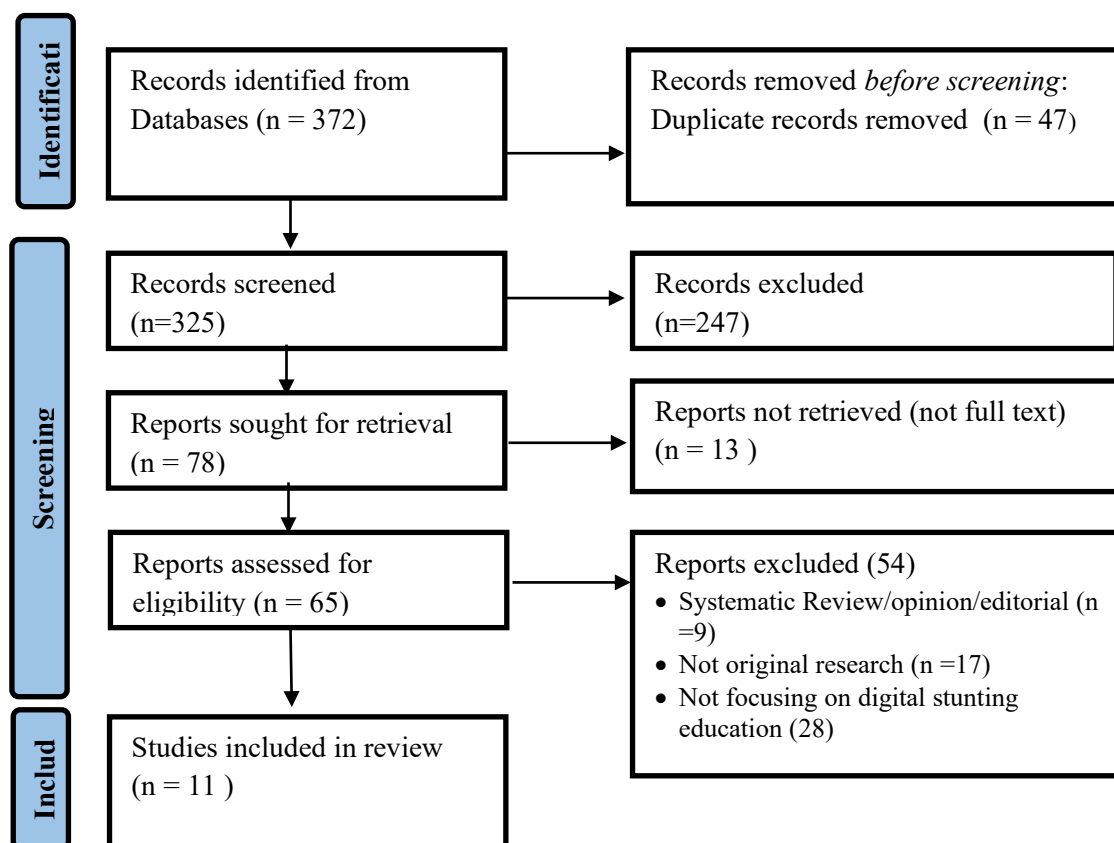 Identificati
Records identified from
Databases (n = 372)
Records removed before screening:
Duplicate records removed (n = 47)
Screening
Records screened
(n=325)
Records excluded
(n=247)
Reports sought for retrieval
(n = 78)
Reports not retrieved (not full text)
(n = 13 )
Reports assessed for
eligibility (n = 65)
Reports excluded (54)
• Systematic Review/opinion/editorial (n
=9)
• Not original research (n =17)
• Not focusing on digital stunting
education (28)
Includ
Studies included in review
(n = 11 )